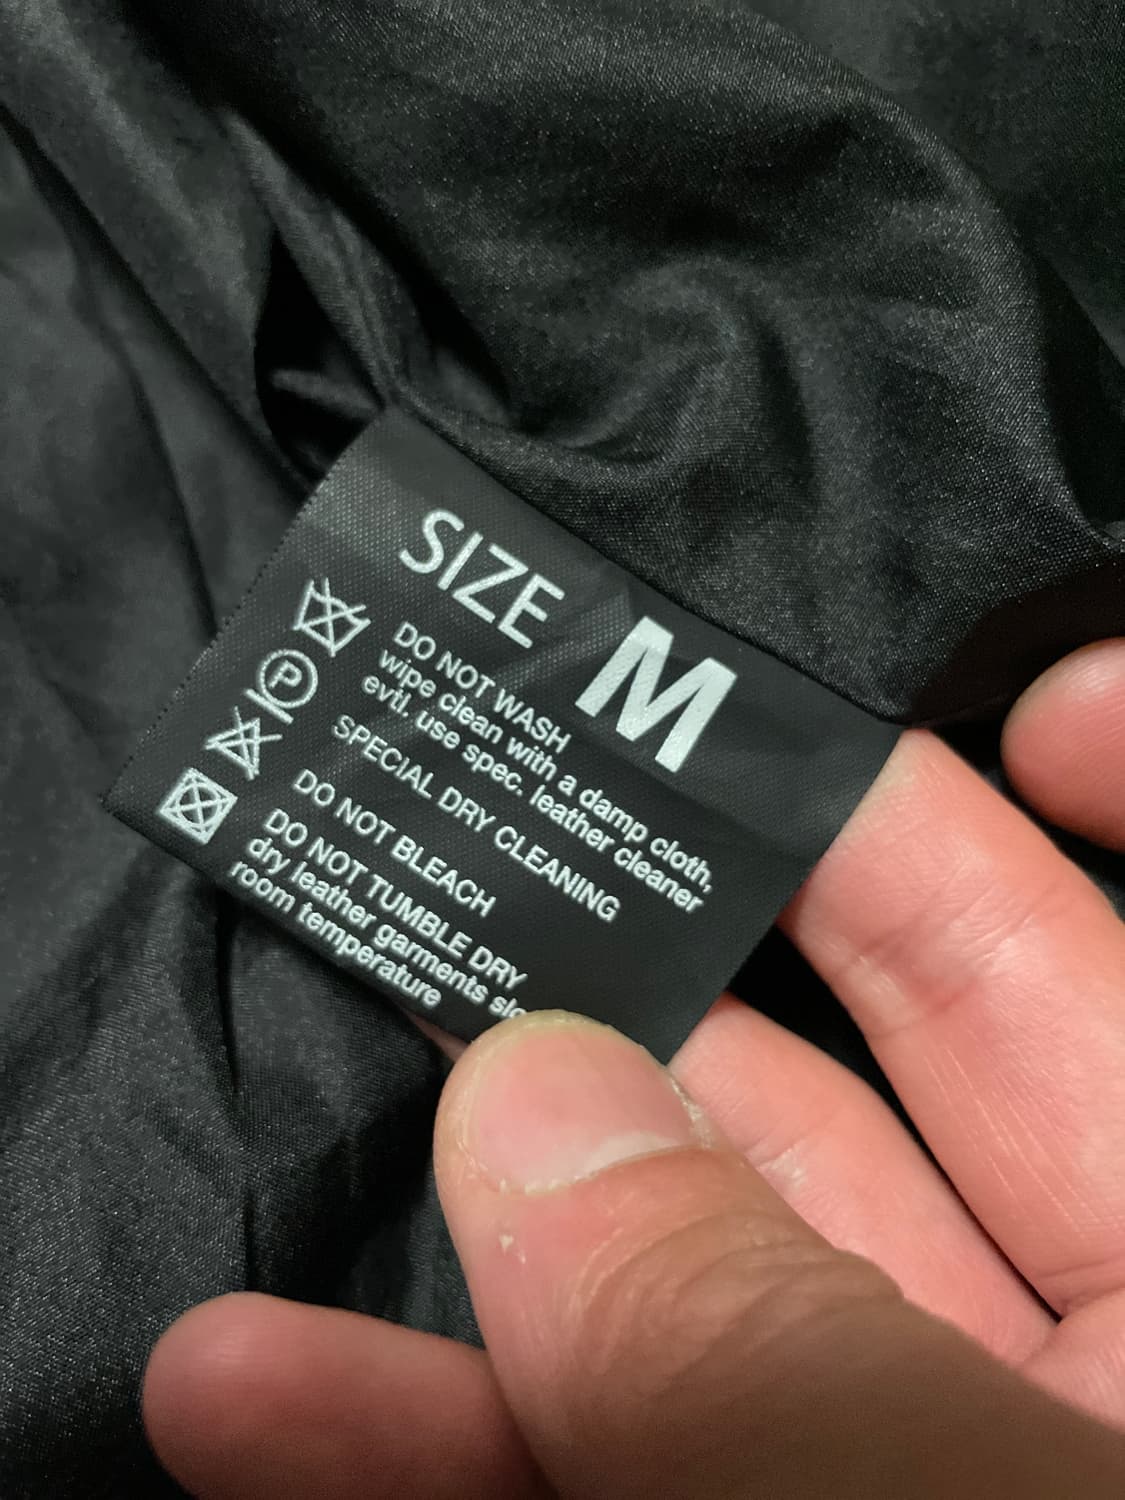 SIZE M
DO NOT WASH
wipe clean with a damp cloth,
evtl. use spec. leather cleaner
P
SPECIAL DRY CLEANING
DO NOT BLEACH
DO NOT TUMBLE DRY
dry leather garments
room temperature